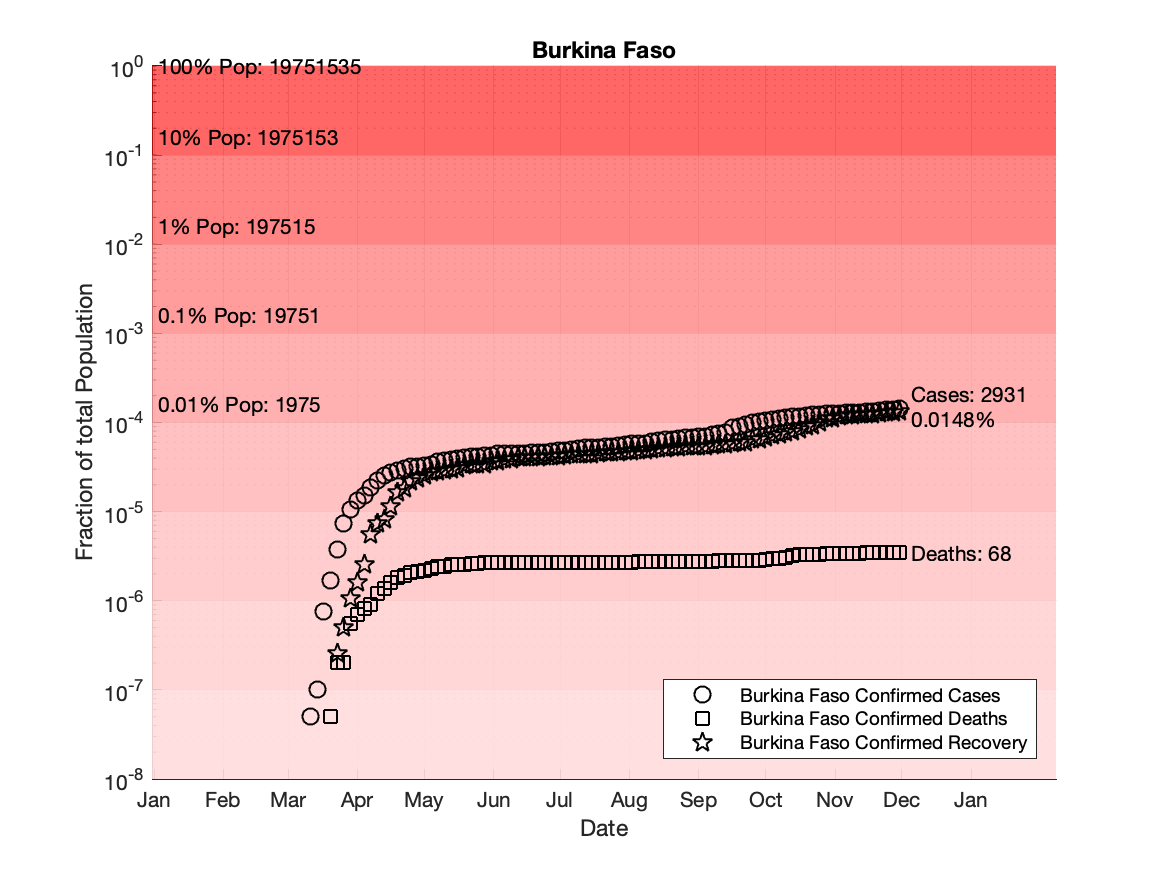 Burkina Faso
10^0
10^-1
10^-2
10^-3
10^-4
10^-5
10^-6
10^-7
10^-8
Fraction of total Population
100% Pop: 19751535
10% Pop: 1975153
1% Pop: 197515
0.1% Pop: 19751
0.01% Pop: 1975
Cases: 2931
0.0148%
Deaths: 68
Burkina Faso Confirmed Cases
Burkina Faso Confirmed Deaths
Burkina Faso Confirmed Recovery
Jan Feb Mar Apr May Jun Jul Aug Sep Oct Nov Dec Jan
Date